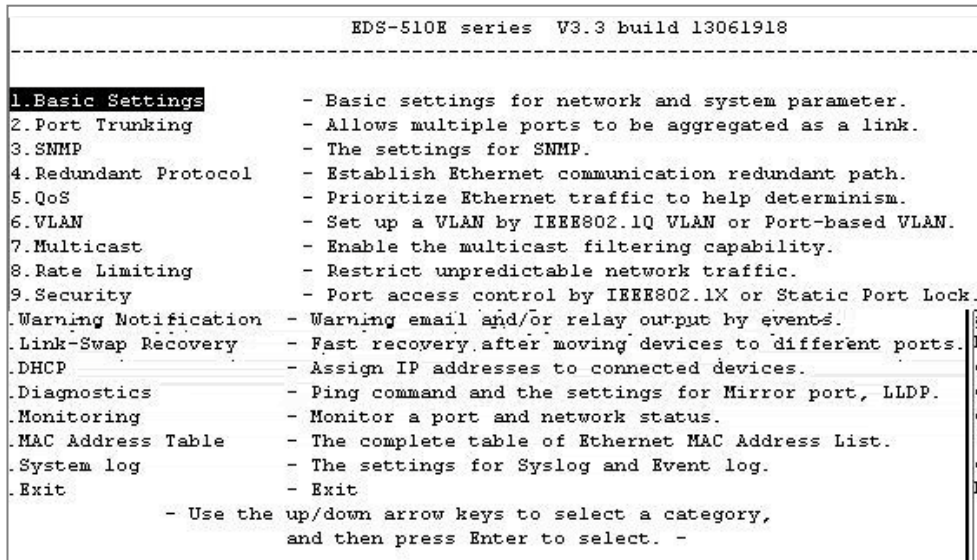 EDS-510E series V3.3 build 13061918
1.Basic Settings - Basic settings for network and system parameter.
2.Port Trunking - Allows multiple ports to be aggregated as a link.
3.SNMP - The settings for SNMP.
4.Redundant Protocol - Establish Ethernet communication redundant path.
5.QoS - Prioritize Ethernet traffic to help determinism.
6.VLAN - Set up a VLAN by IEEE802.1Q VLAN or Port-based VLAN.
7.Multicast - Enable the multicast filtering capability.
8.Rate Limiting - Restrict unpredictable network traffic.
9.Security - Port access control by IEEE802.1X or Static Port Lock.
.Warning Notification - Warning email and/or relay output by events.
.Link-Swap Recovery - Fast recovery after moving devices to different ports.
.DHCP - Assign IP addresses to connected devices.
.Diagnostics - Ping command and the settings for Mirror port, LLDP.
.Monitoring - Monitor a port and network status.
.MAC Address Table - The complete table of Ethernet MAC Address List.
.System log - The settings for Syslog and Event log.
.Exit - Exit
- Use the up/down arrow keys to select a category,
and then press Enter to select. -